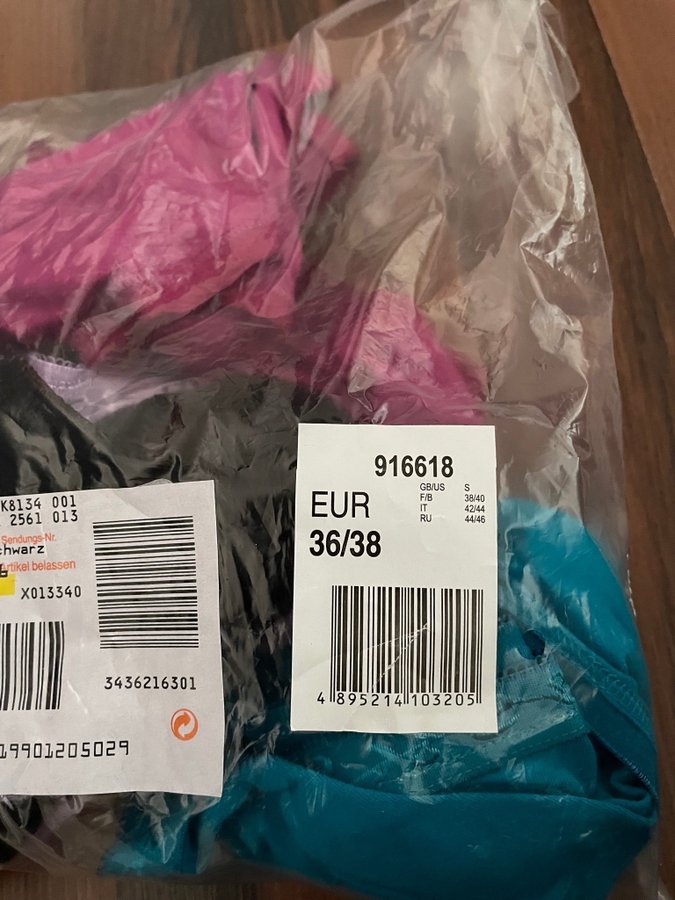 916618
EUR
36/38
GB/US S
F/B 38/40
IT 42/44
RU 44/46
4 895214 103205
K8134 001
2561 013
Sendungs-Nr.
chwarz
Artikel belassen
X013340
3436216301
19901205029